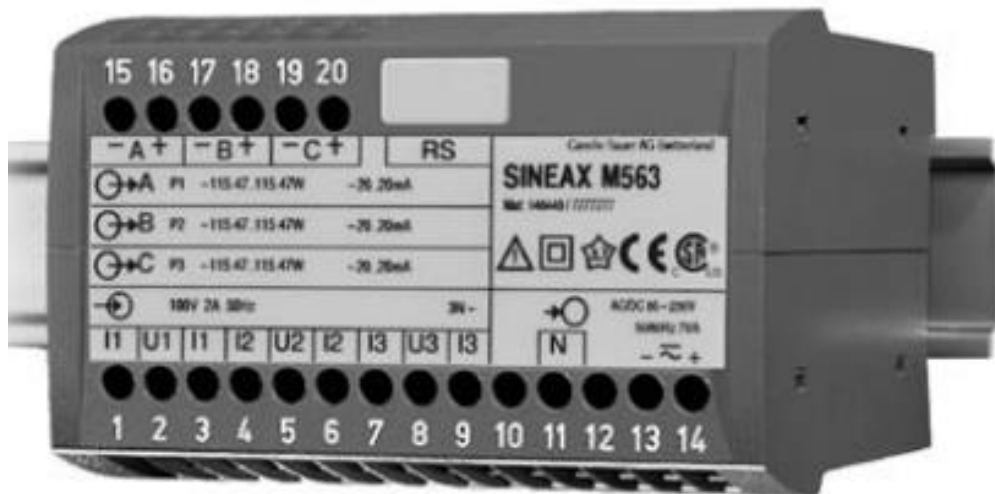 15 16 17 18 19 20
- A + - B + - C + RS
A P1 -115.47..115.47W -20..20mA
B P2 -115.47..115.47W -20..20mA
C P3 -115.47..115.47W -20..20mA
100V 2A 50Hz 3N~
I1 U1 I1 I2 U2 I2 I3 U3 I3 N - ≂ +
SINEAX M563
CE
1 2 3 4 5 6 7 8 9 10 11 12 13 14